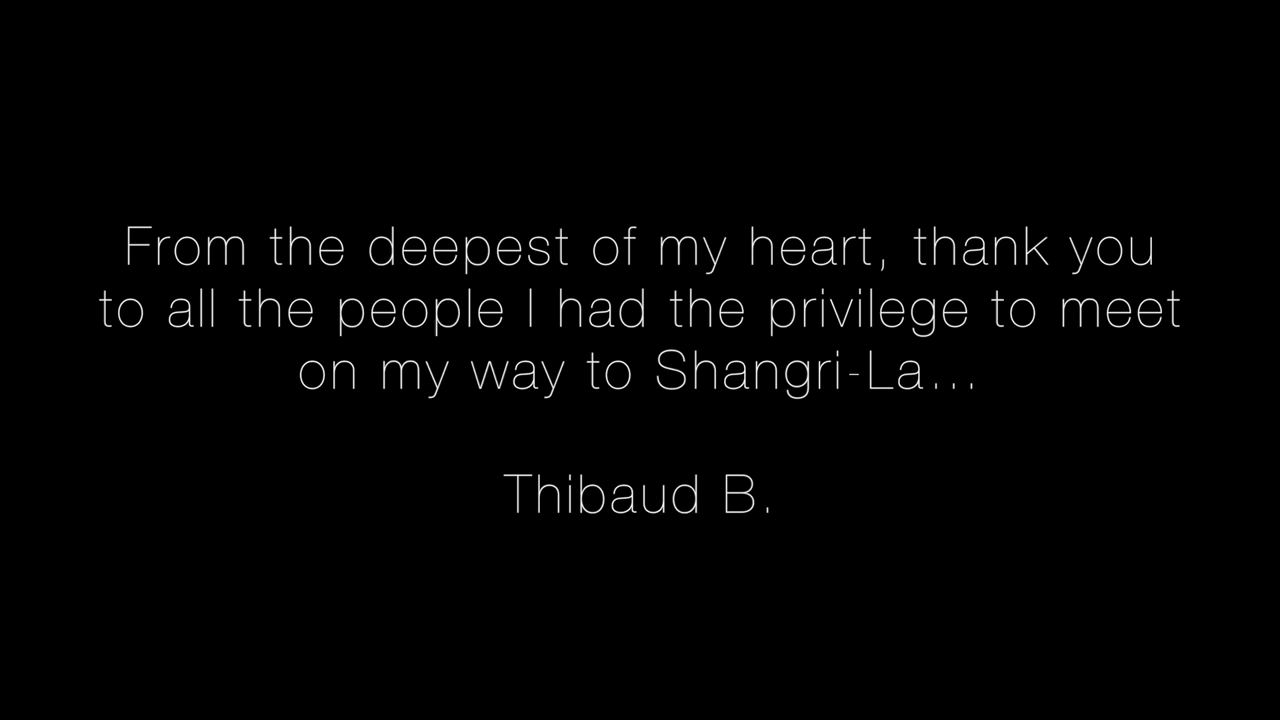 From the deepest of my heart, thank you
to all the people I had the privilege to meet
on my way to Shangri-La...
Thibaud B.